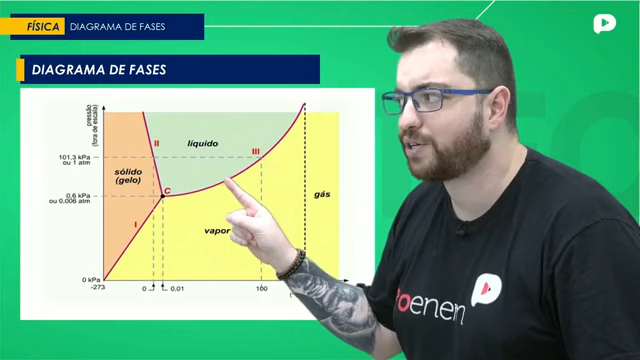 FÍSICA DIAGRAMA DE FASES
DIAGRAMA DE FASES
pressão
(fora de escala)
II
líquido
III
101,3 kPa
ou 1 atm
sólido
(gelo)
C
0,6 kPa
ou 0,006 atm
gás
I
vapor
0 kPa
-273
0
0,01
100
enem